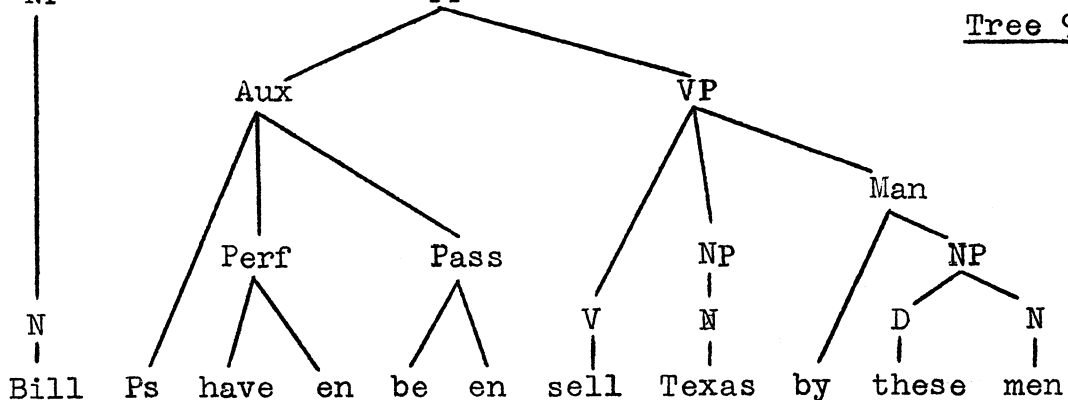 Tree
Aux VP
Man
Perf Pass NP NP
N V N D N
Bill Ps have en be en sell Texas by these men